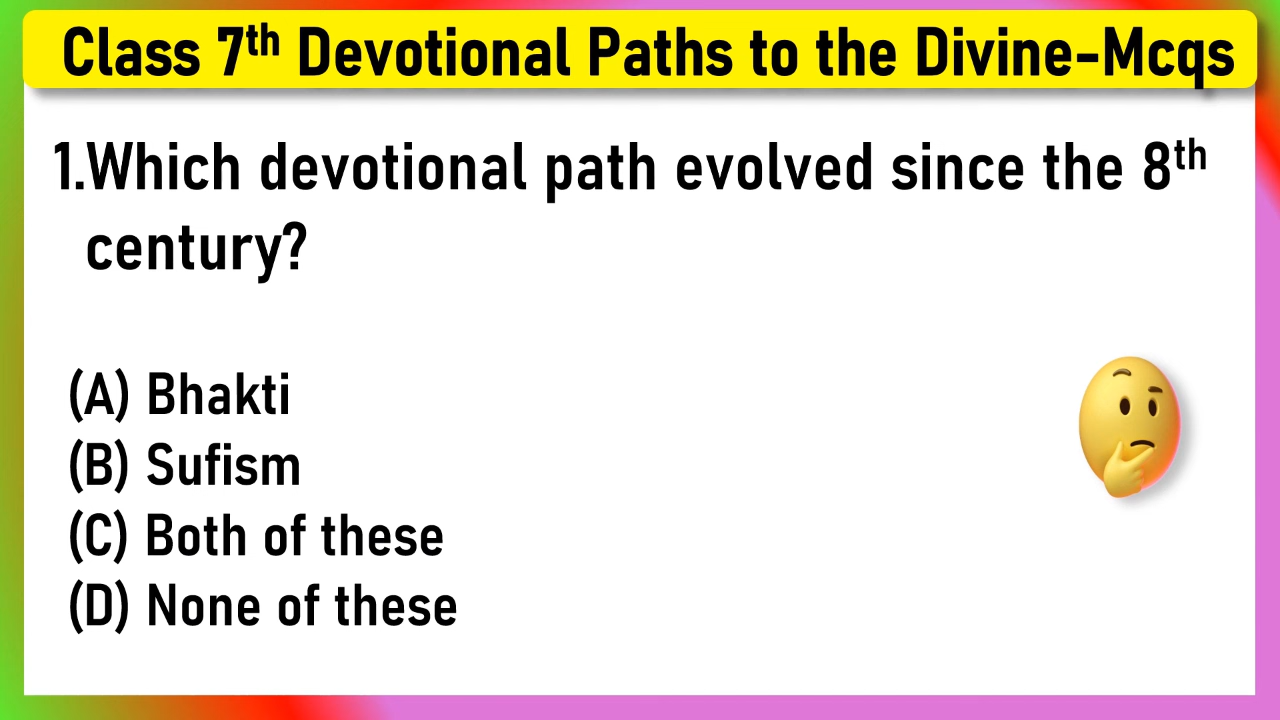 Class 7th Devotional Paths to the Divine-Mcqs
1.Which devotional path evolved since the 8th
century?
(A) Bhakti
(B) Sufism
(C) Both of these
(D) None of these